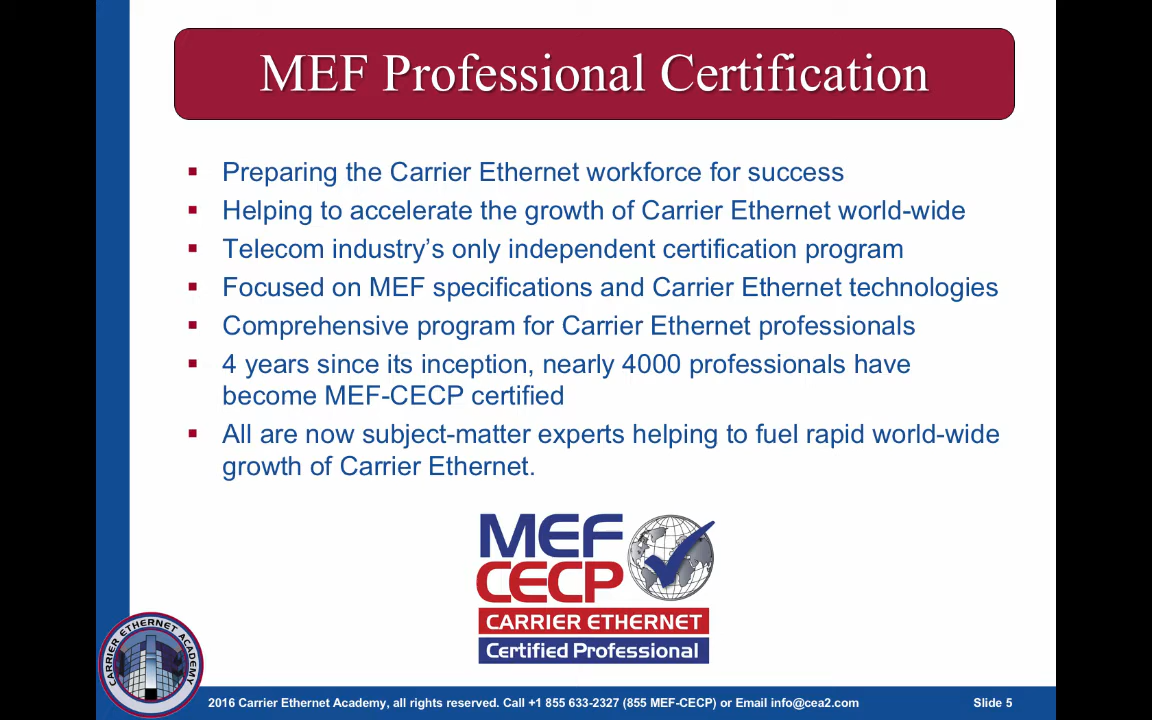 MEF Professional Certification
▪ Preparing the Carrier Ethernet workforce for success
▪ Helping to accelerate the growth of Carrier Ethernet world-wide
▪ Telecom industry’s only independent certification program
▪ Focused on MEF specifications and Carrier Ethernet technologies
▪ Comprehensive program for Carrier Ethernet professionals
▪ 4 years since its inception, nearly 4000 professionals have
become MEF-CECP certified
▪ All are now subject-matter experts helping to fuel rapid world-wide
growth of Carrier Ethernet.
MEF
CECP
CARRIER ETHERNET
Certified Professional
CARRIER ETHERNET ACADEMY
2016 Carrier Ethernet Academy, all rights reserved. Call +1 855 633-2327 (855 MEF-CECP) or Email info@cea2.com
Slide 5